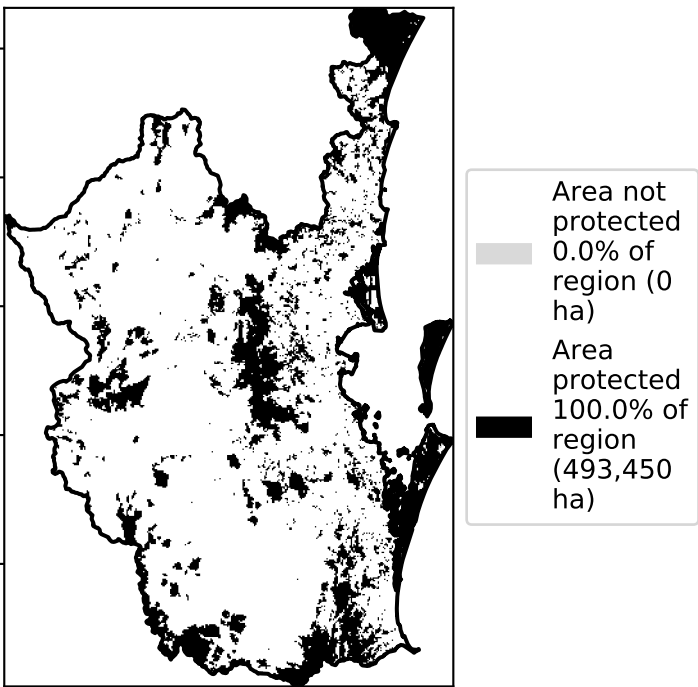 Area not
protected
0.0% of
region (0
ha)
Area
protected
100.0% of
region
(493,450
ha)